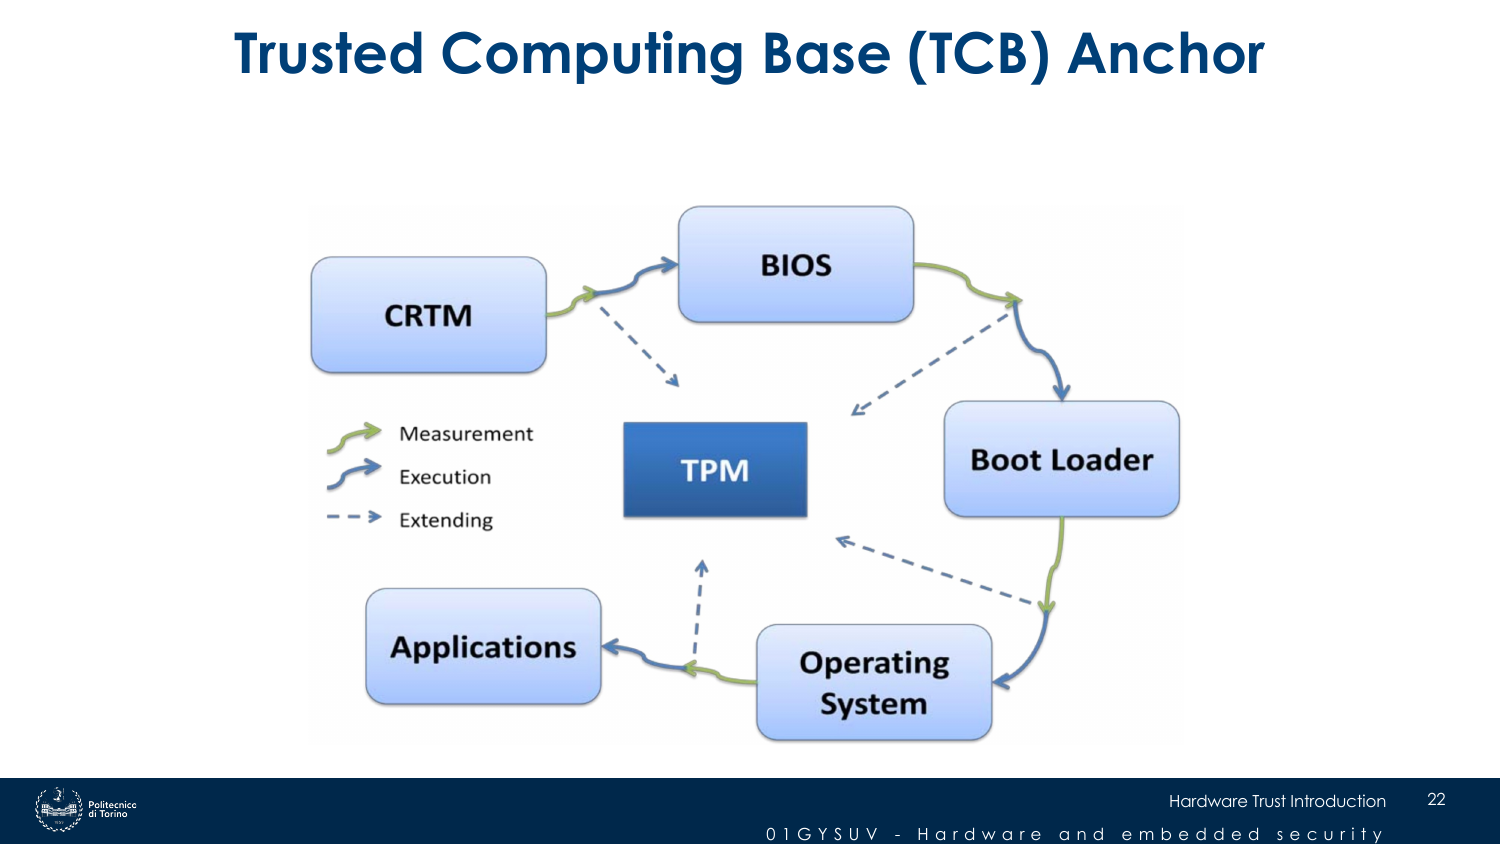 Trusted Computing Base (TCB) Anchor
BIOS
CRTM
Measurement
Execution
Extending
TPM
Boot Loader
Applications
Operating
System
Politecnico
di Torino
Hardware Trust Introduction
22
01GYSUV - Hardware and embedded security